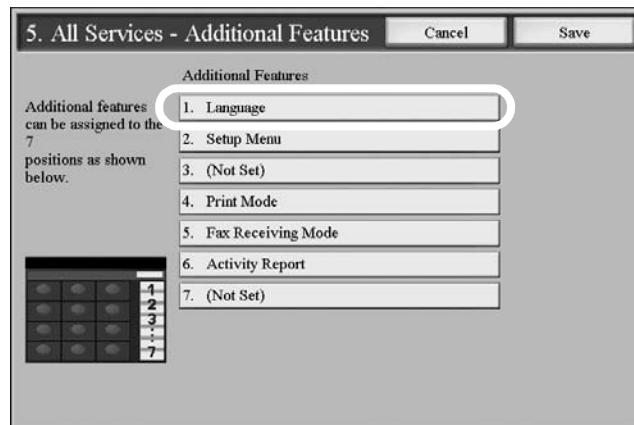 5. All Services - Additional Features
Cancel
Save
Additional Features
Additional features
can be assigned to the
7
positions as shown
below.
1. Language
2. Setup Menu
3. (Not Set)
4. Print Mode
5. Fax Receiving Mode
6. Activity Report
7. (Not Set)
1
2
3
:
7